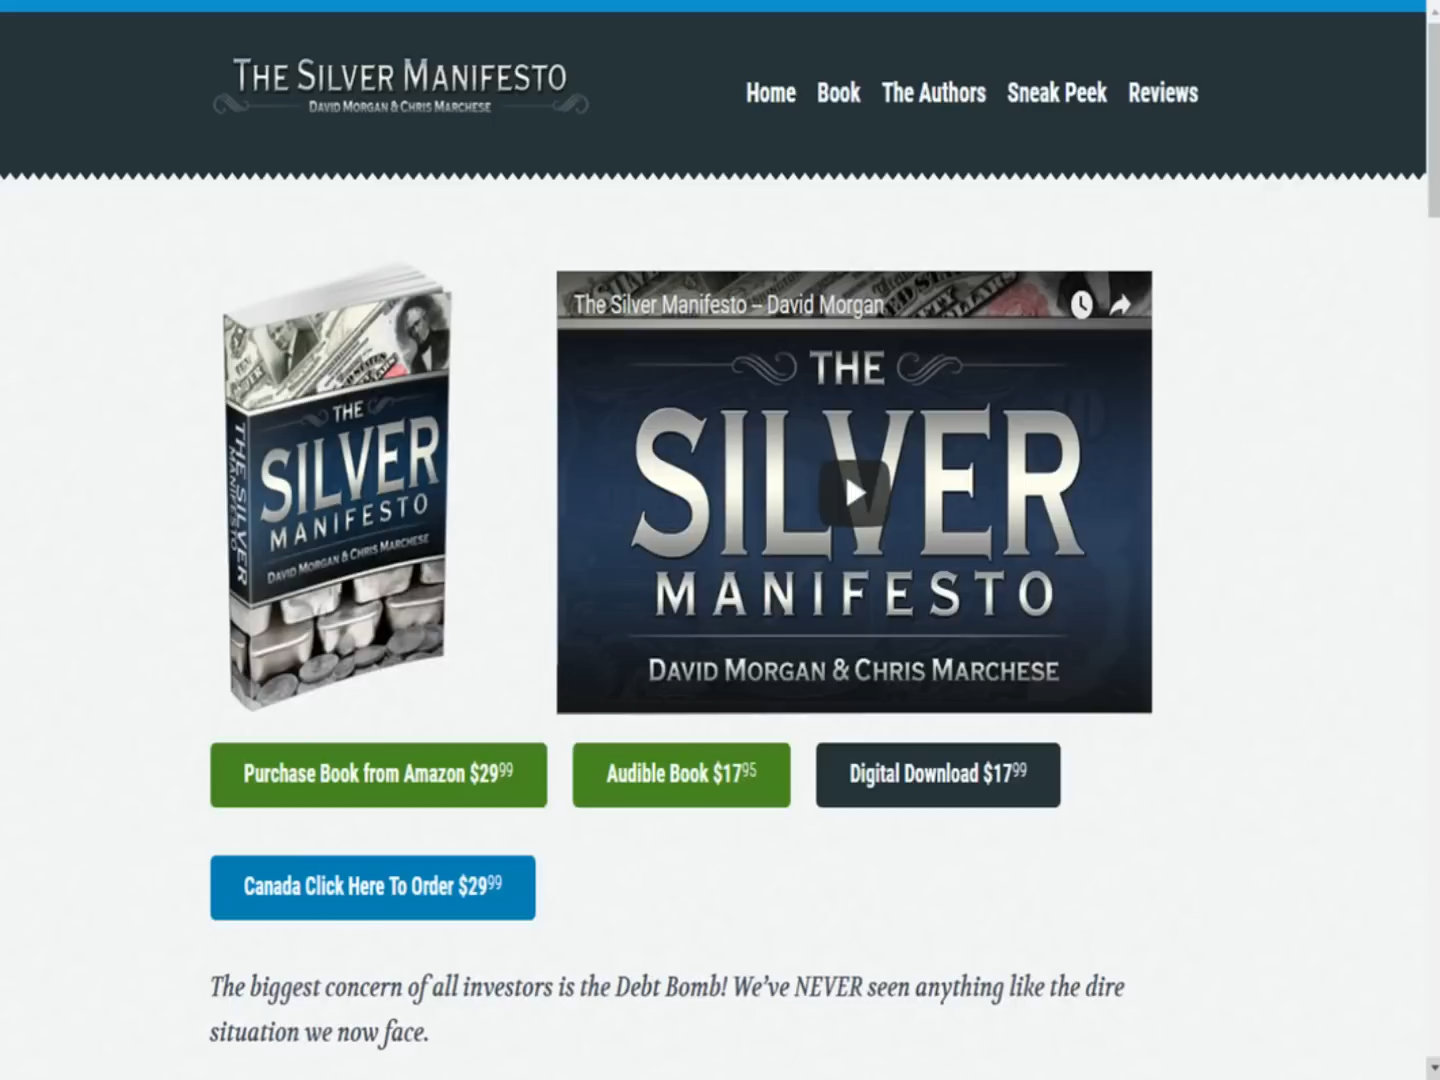 THE SILVER MANIFESTO
DAVID MORGAN & CHRIS MARCHESE
Home Book The Authors Sneak Peek Reviews
THE
SILVER
MANIFESTO
DAVID MORGAN & CHRIS MARCHESE
THE SILVER
MANIFESTO
The Silver Manifesto – David Morgan
THE
SILVER
MANIFESTO
DAVID MORGAN & CHRIS MARCHESE
Purchase Book from Amazon $29.99
Audible Book $17.95
Digital Download $17.99
Canada Click Here To Order $29.99
The biggest concern of all investors is the Debt Bomb! We’ve NEVER seen anything like the dire
situation we now face.